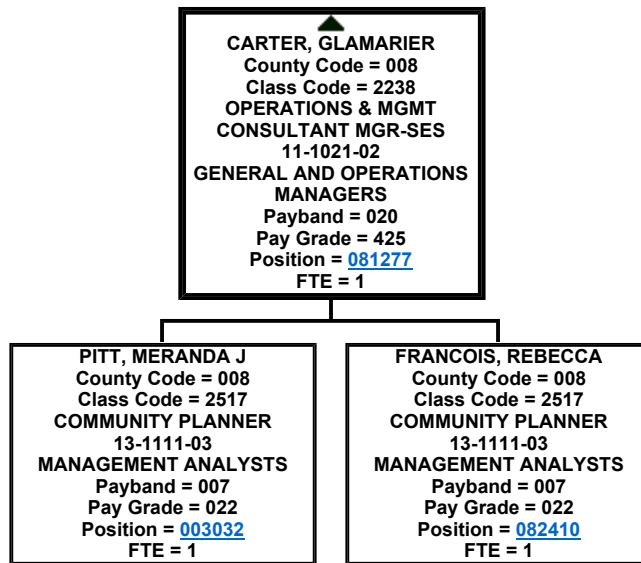 CARTER, GLAMARIER
County Code = 008
Class Code = 2238
OPERATIONS & MGMT
CONSULTANT MGR-SES
11-1021-02
GENERAL AND OPERATIONS
MANAGERS
Payband = 020
Pay Grade = 425
Position = 081277
FTE = 1
PITT, MERANDA J
County Code = 008
Class Code = 2517
COMMUNITY PLANNER
13-1111-03
MANAGEMENT ANALYSTS
Payband = 007
Pay Grade = 022
Position = 003032
FTE = 1
FRANCOIS, REBECCA
County Code = 008
Class Code = 2517
COMMUNITY PLANNER
13-1111-03
MANAGEMENT ANALYSTS
Payband = 007
Pay Grade = 022
Position = 082410
FTE = 1